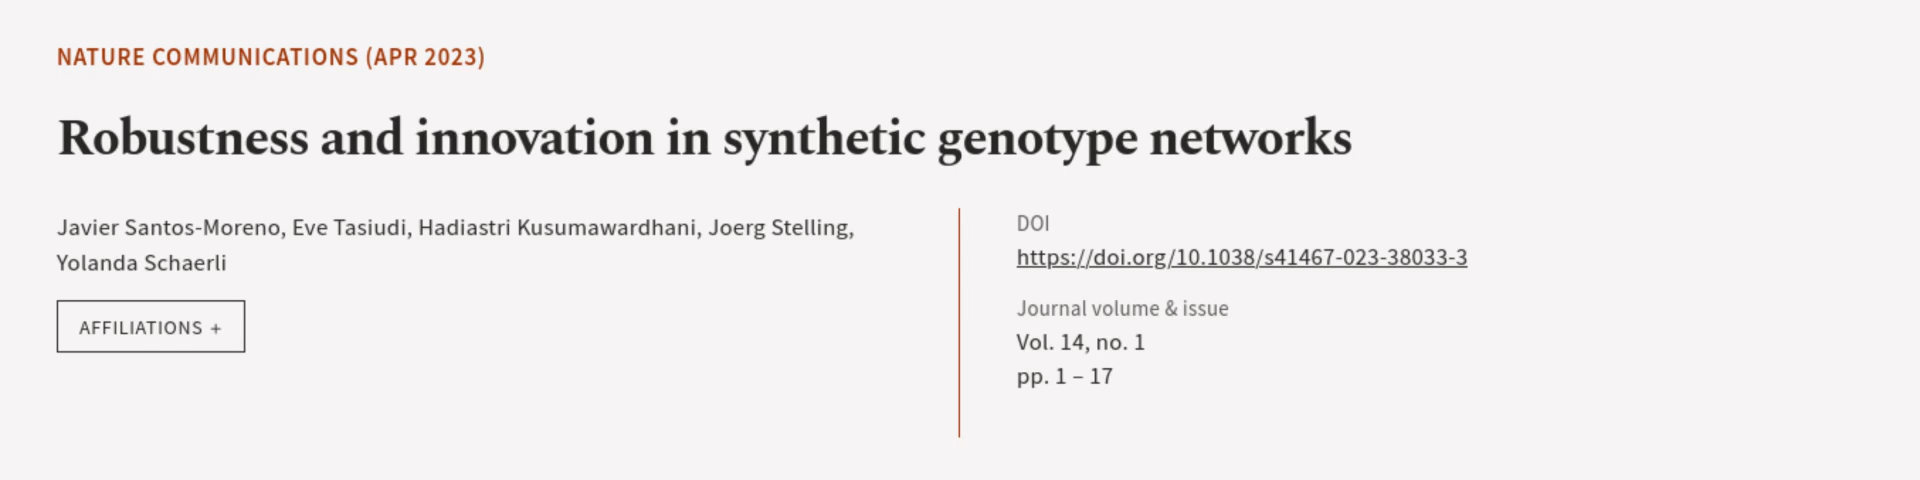 NATURE COMMUNICATIONS (APR 2023)
Robustness and innovation in synthetic genotype networks
Javier Santos-Moreno, Eve Tasiudi, Hadiastri Kusumawardhani, Joerg Stelling,
Yolanda Schaerli
AFFILIATIONS +
DOI
https://doi.org/10.1038/s41467-023-38033-3
Journal volume & issue
Vol. 14, no. 1
pp. 1 – 17